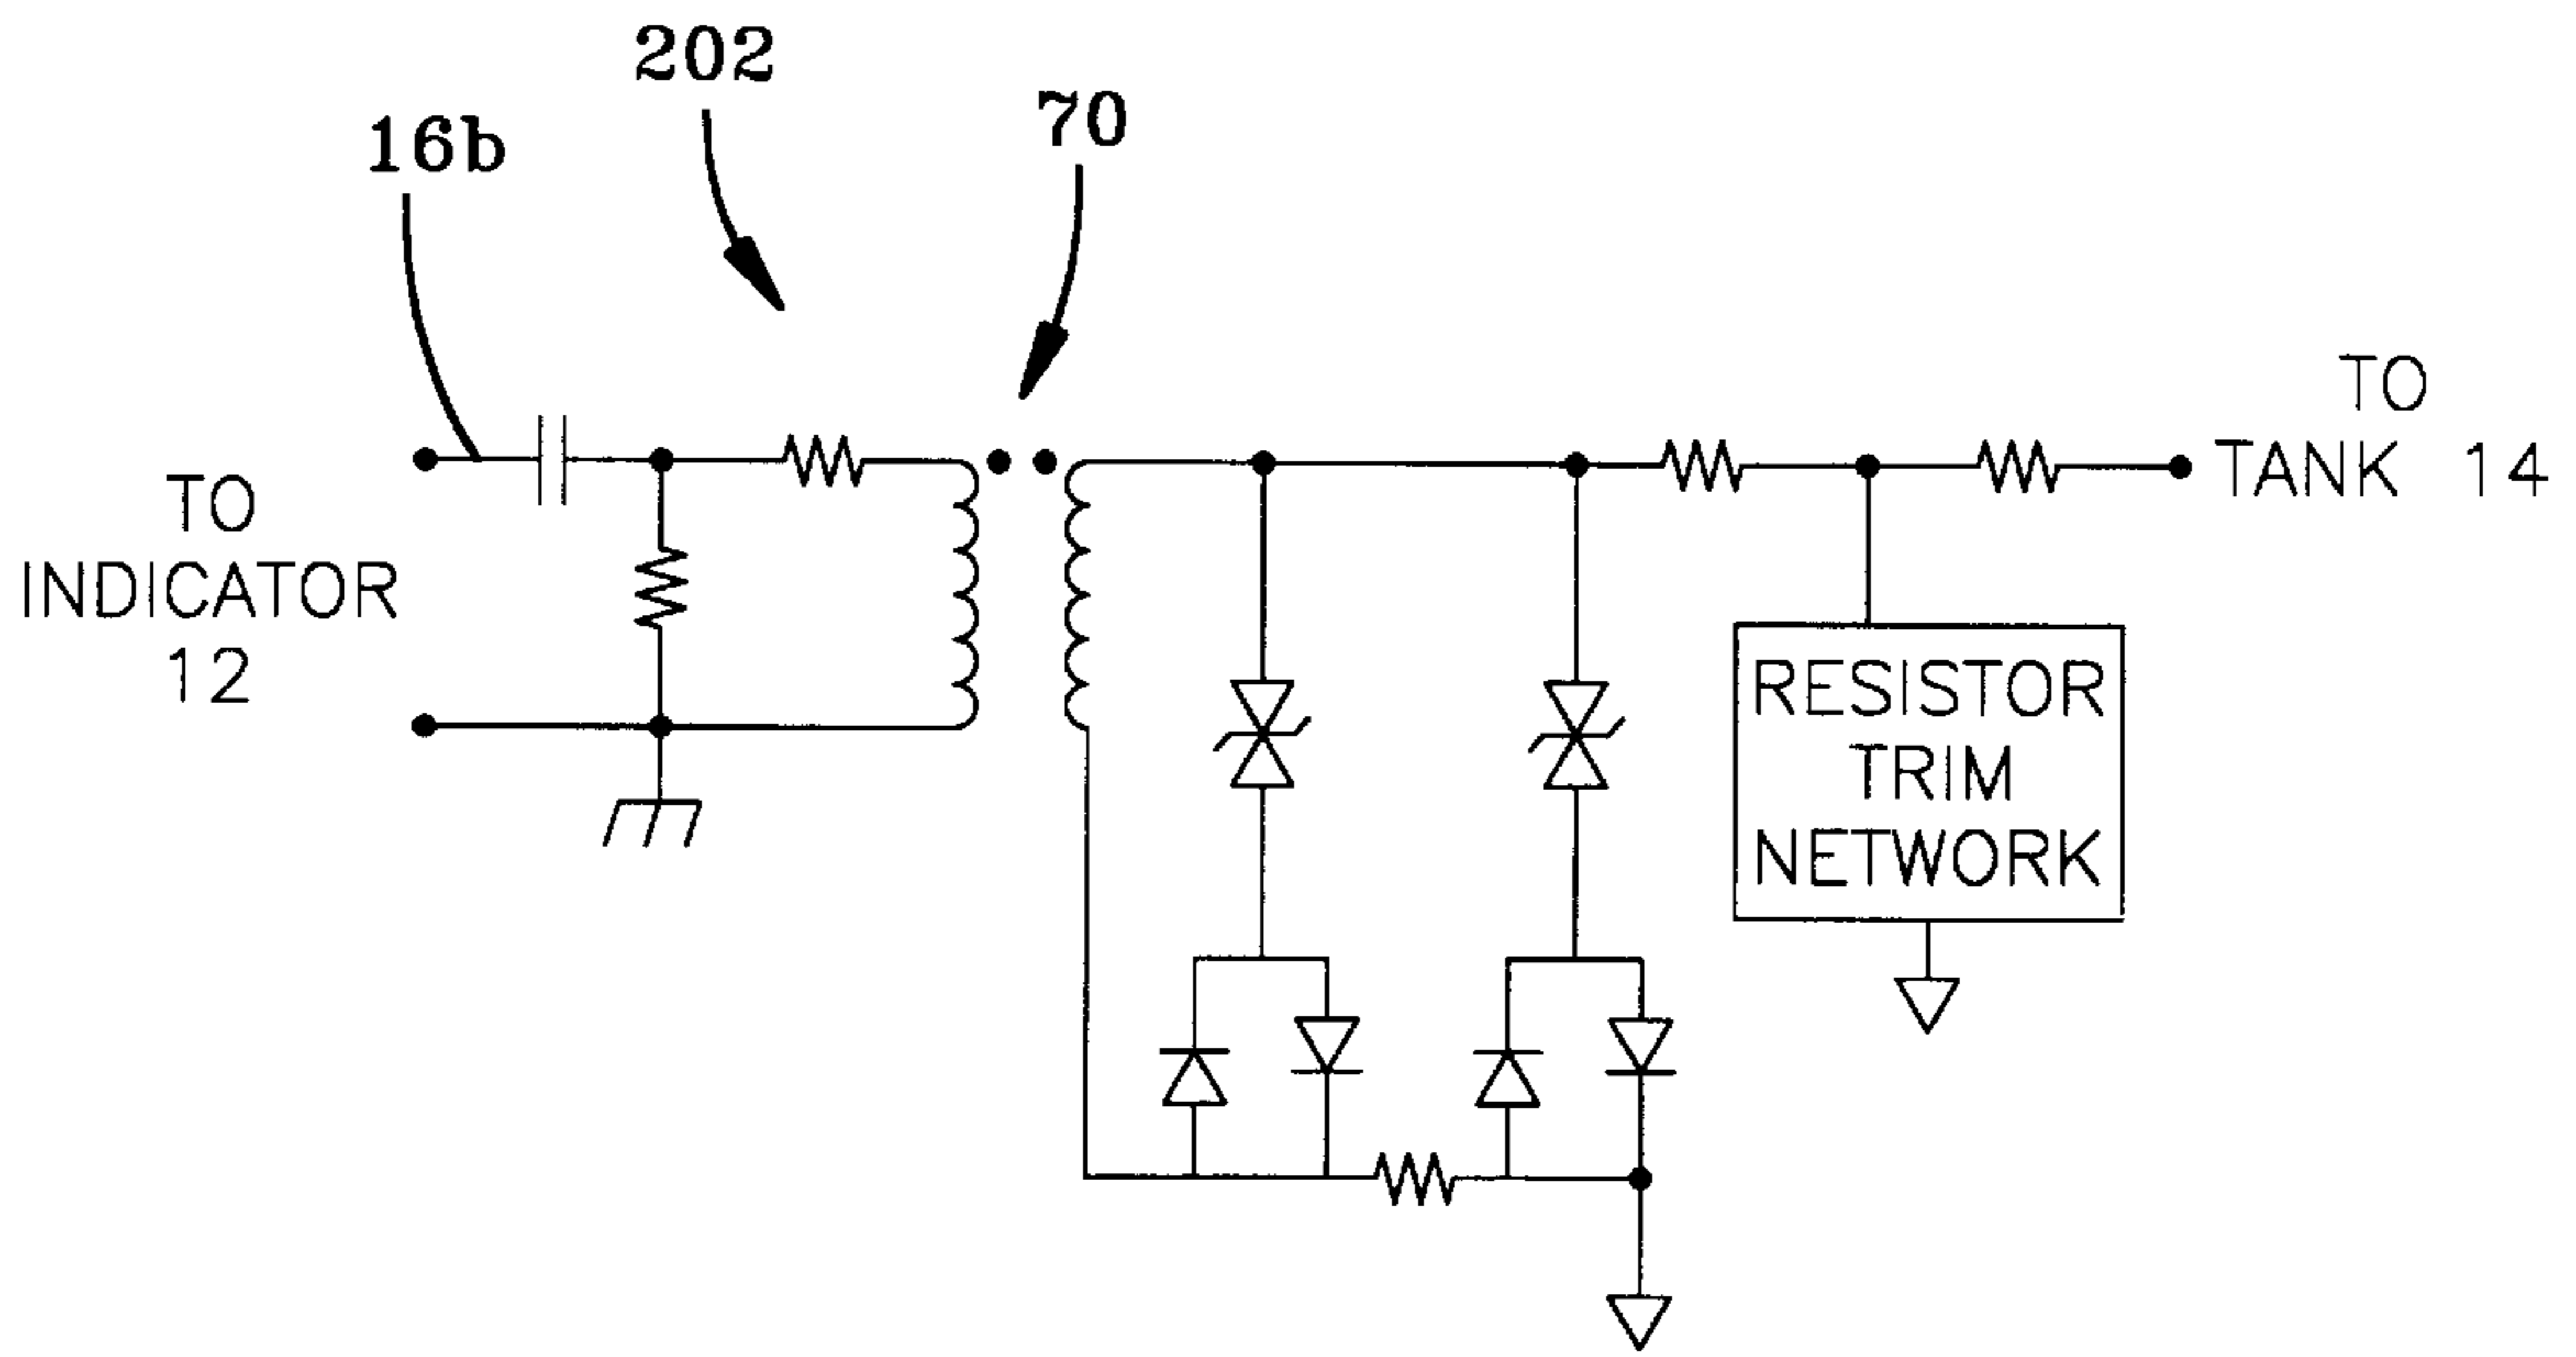 202
70
16b
TO
INDICATOR
12
TO
TANK 14
RESISTOR
TRIM
NETWORK